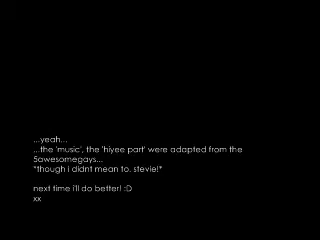 ...yeah...
...the 'music', the 'hiyee part' were adapted from the
5awesomegays...
*though i didnt mean to. stevie!*
next time i'll do better! :D
xx